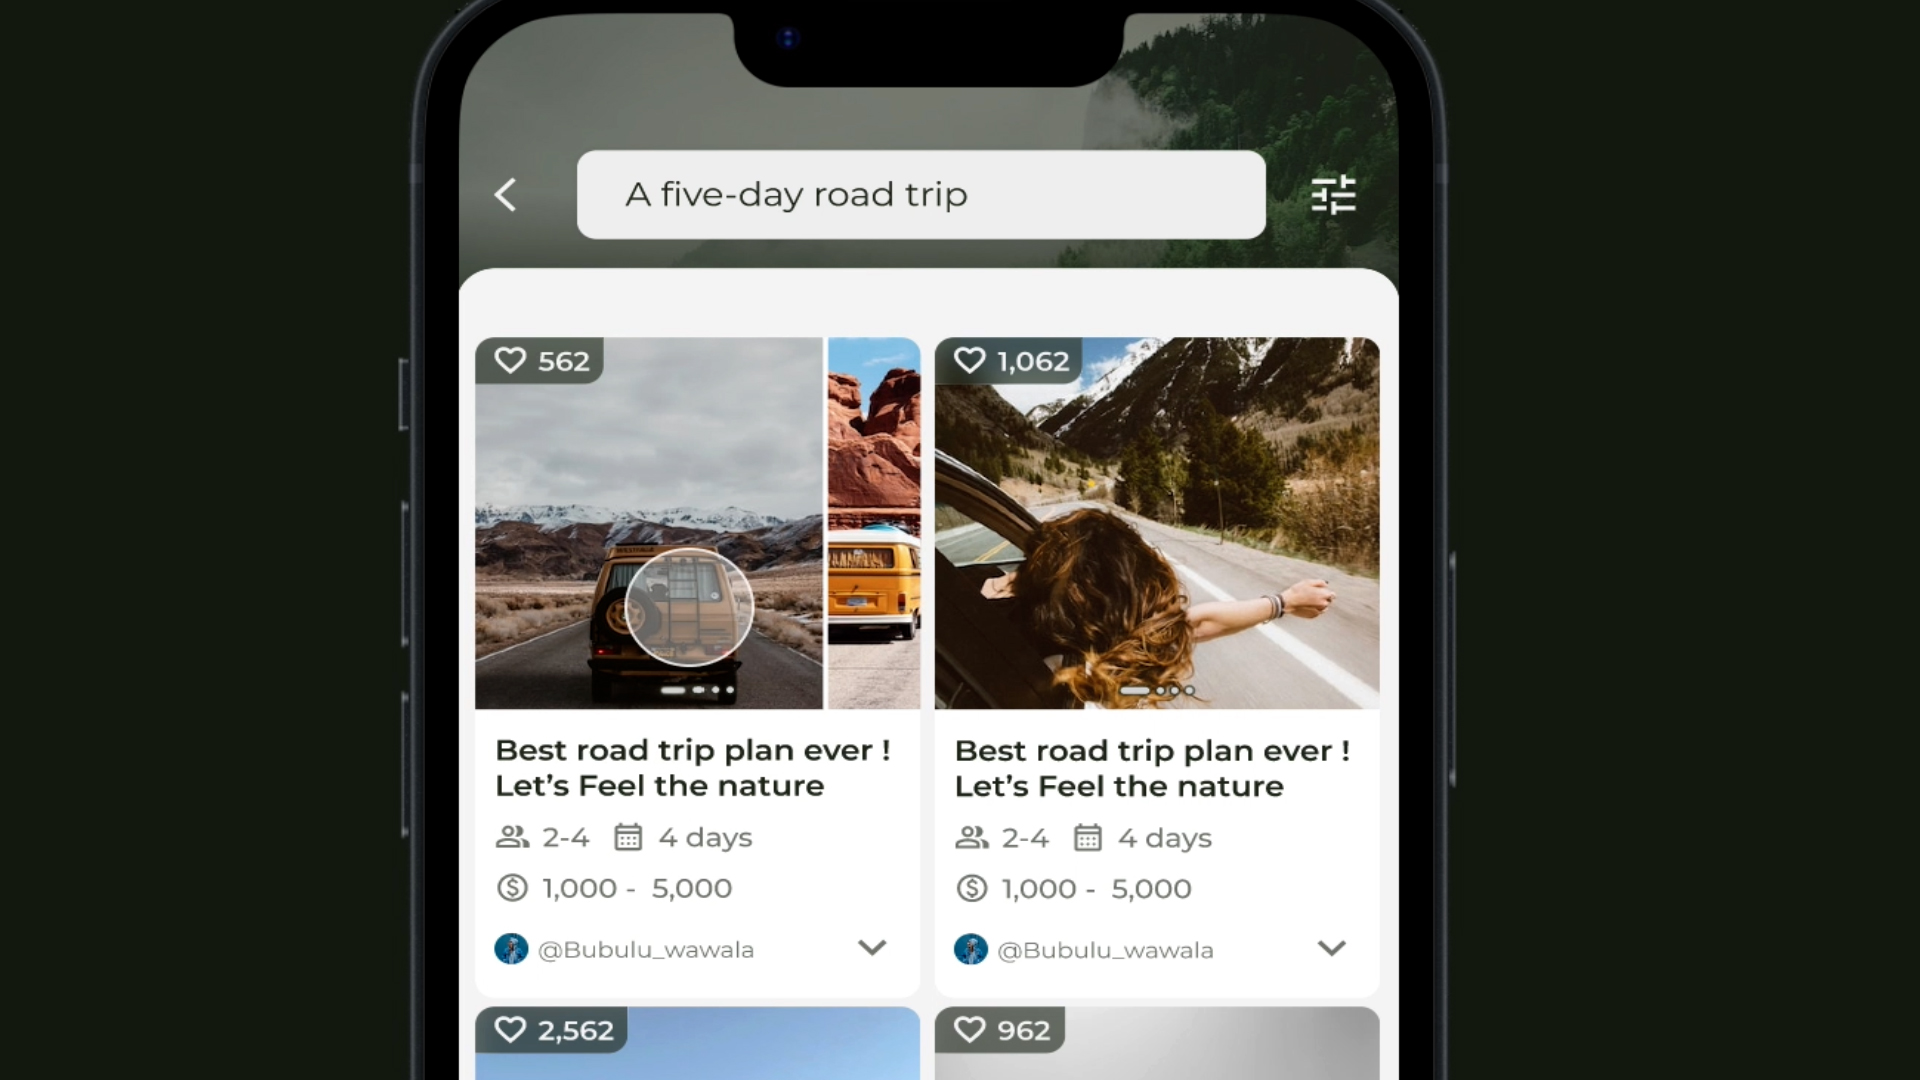 A five-day road trip
562
1,062
Best road trip plan ever !
Let's Feel the nature
2-4 4 days
1,000 - 5,000
@Bubulu_wawala
Best road trip plan ever !
Let's Feel the nature
2-4 4 days
1,000 - 5,000
@Bubulu_wawala
2,562
962